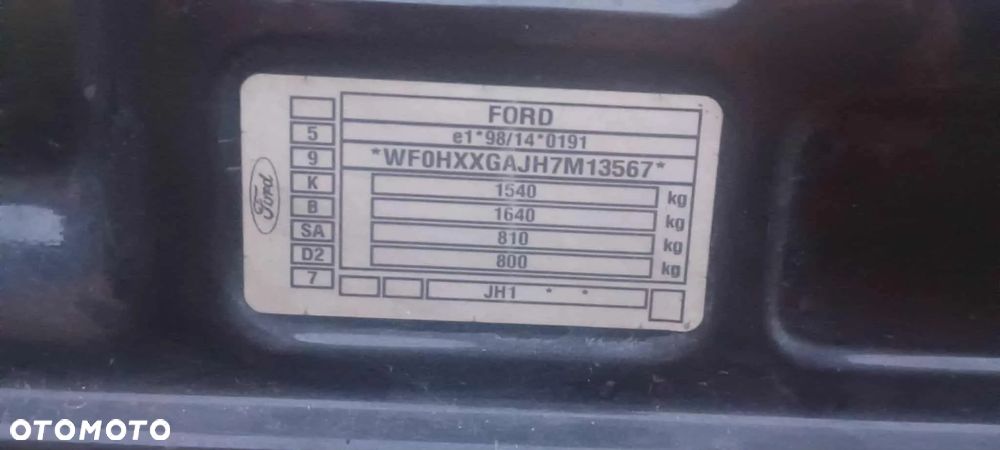 Ford
5
9
K
B
SA
D2
7
FORD
e1*98/14*0191
*WF0HXXGAJH7M13567*
1540 kg
1640 kg
810 kg
800 kg
JH1 * *
OTOMOTO